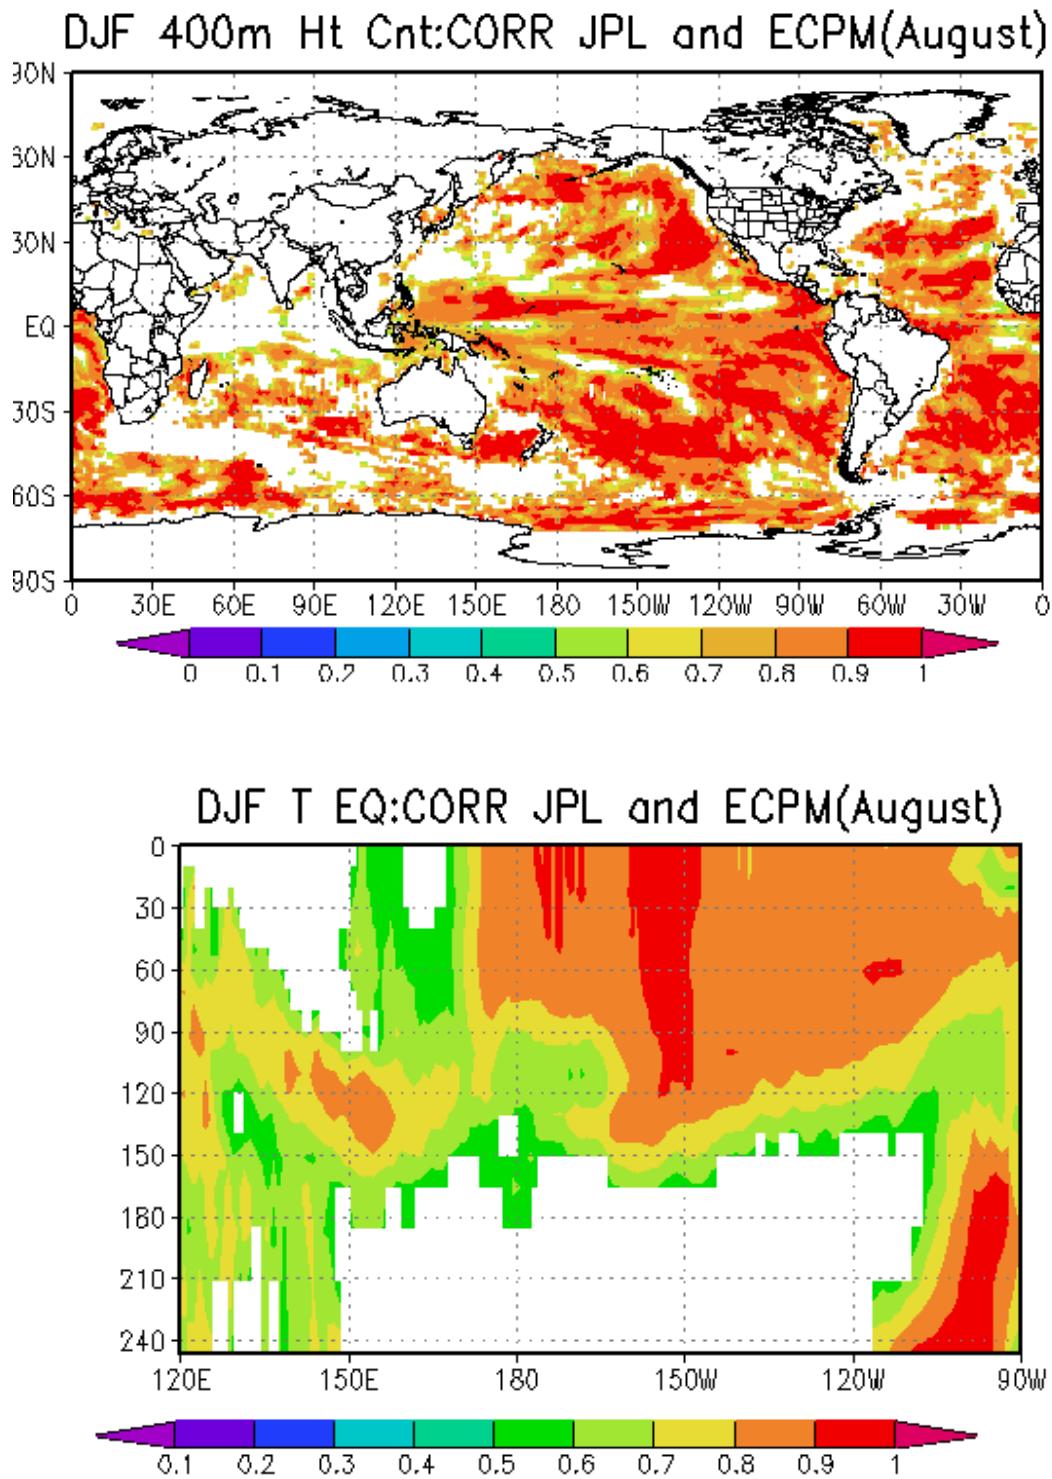 DJF 400m Ht Cnt:CORR JPL and ECPM(August)
90N
60N
30N
EQ
30S
60S
90S
0 30E 60E 90E 120E 150E 180 150W 120W 90W 60W 30W 0
0 0.1 0.2 0.3 0.4 0.5 0.6 0.7 0.8 0.9 1
DJF T EQ:CORR JPL and ECPM(August)
0
30
60
90
120
150
180
210
240
120E 150E 180 150W 120W 90W
0.1 0.2 0.3 0.4 0.5 0.6 0.7 0.8 0.9 1